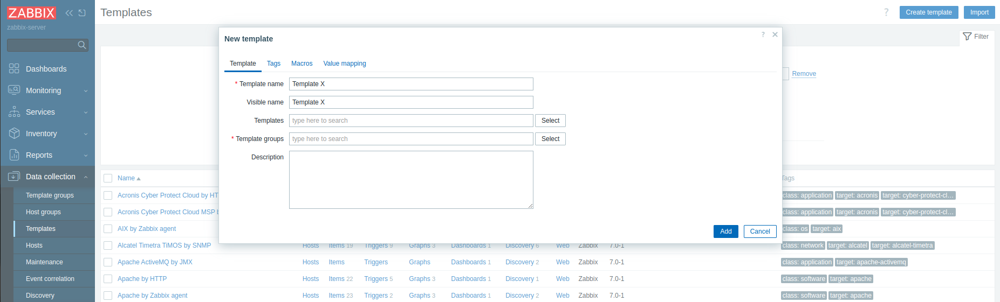 ZABBIX
zabbix-server
Dashboards
Monitoring
Services
Inventory
Reports
Data collection
Template groups
Host groups
Templates
Hosts
Maintenance
Event correlation
Discovery
Templates
? Create template Import
Filter
Remove
New template
?
Template Tags Macros Value mapping
* Template name Template X
Visible name Template X
Templates type here to search Select
* Template groups type here to search Select
Description
Add Cancel
Name Tags
Acronis Cyber Protect Cloud by HT class: application target: acronis target: cyber-protect-cl...
Acronis Cyber Protect Cloud MSP class: application target: acronis target: cyber-protect-cl...
AIX by Zabbix agent class: os target: aix
Alcatel Timetra TiMOS by SNMP Hosts Items 19 Triggers 9 Graphs 3 Dashboards 1 Discovery 6 Web Zabbix 7.0-1 class: network target: alcatel target: alcatel-timetra
Apache ActiveMQ by JMX Hosts Items Triggers Graphs Dashboards 1 Discovery 2 Web Zabbix 7.0-1 class: application target: apache-activemq
Apache by HTTP Hosts Items 22 Triggers 5 Graphs 3 Dashboards 1 Discovery 1 Web Zabbix 7.0-1 class: software target: apache
Apache by Zabbix agent Hosts Items 23 Triggers 2 Graphs 3 Dashboards 1 Discovery 2 Web Zabbix 7.0-1 class: software target: apache